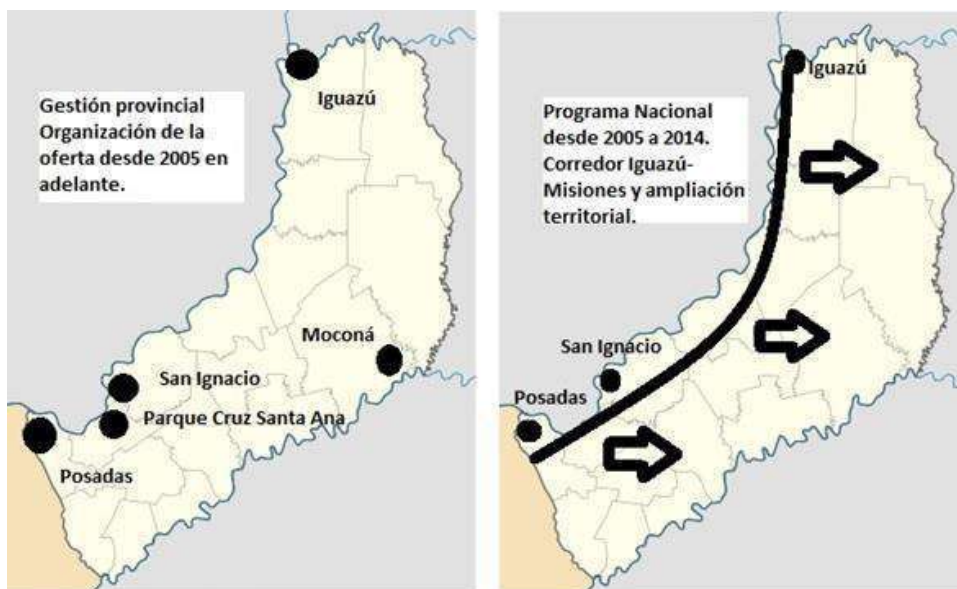 Iguazú
Gestión provincial
Organización de la
oferta desde 2005 en
adelante.
Moconá
San Ignacio
Parque Cruz Santa Ana
Posadas
Iguazú
Programa Nacional
desde 2005 a 2014.
Corredor Iguazú-
Misiones y ampliación
territorial.
San Ignácio
Posadas